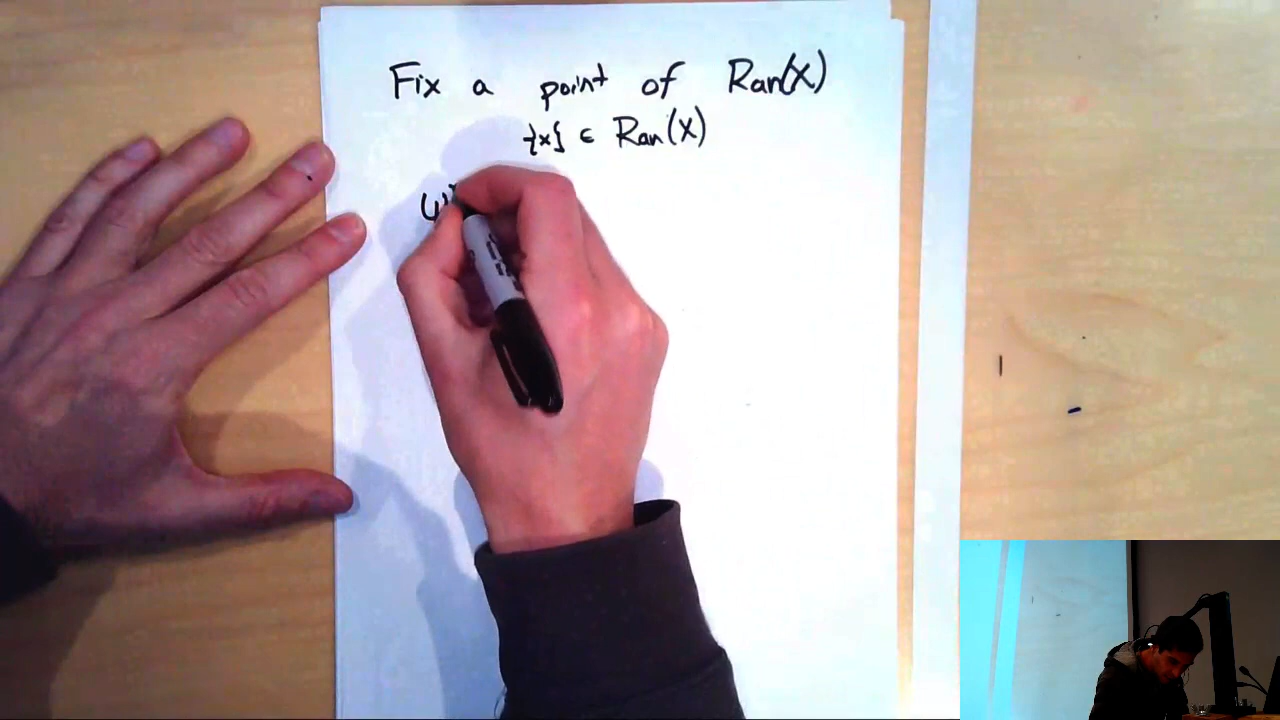 Fix a point of Ran(X)
{x} ∈ Ran(X)